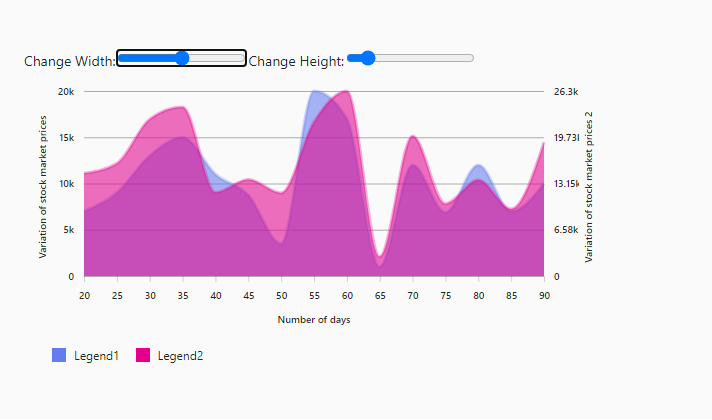 Change Width: Change Height:
20k 26.3k
15k 19.73k
10k 13.15k
5k 6.58k
0 0
Variation of stock market prices
Variation of stock market prices 2
20 25 30 35 40 45 50 55 60 65 70 75 80 85 90
Number of days
Legend1 Legend2